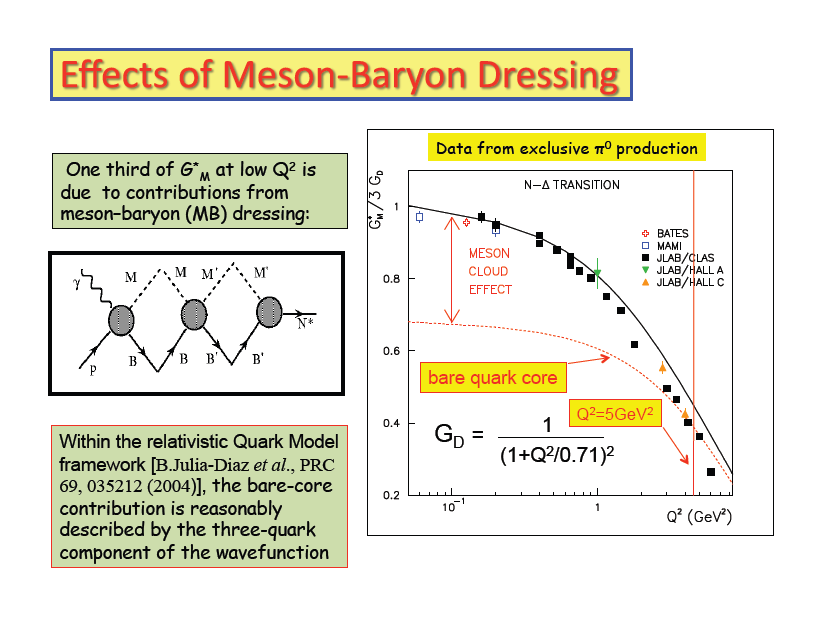 Effects of Meson-Baryon Dressing
One third of G*M at low Q² is
due to contributions from
meson-baryon (MB) dressing:
γ
M
M
M'
M'
p
B
B
B'
B'
N*
Within the relativistic Quark Model
framework [B.Julia-Diaz et al., PRC
69, 035212 (2004)], the bare-core
contribution is reasonably
described by the three-quark
component of the wavefunction
Data from exclusive π⁰ production
G*M/3 GD
N−Δ TRANSITION
BATES
MAMI
JLAB/CLAS
JLAB/HALL A
JLAB/HALL C
MESON
CLOUD
EFFECT
bare quark core
Q²=5GeV²
GD = 1
(1+Q²/0.71)²
1
0.8
0.6
0.4
0.2
10⁻¹
1
Q² (GeV²)